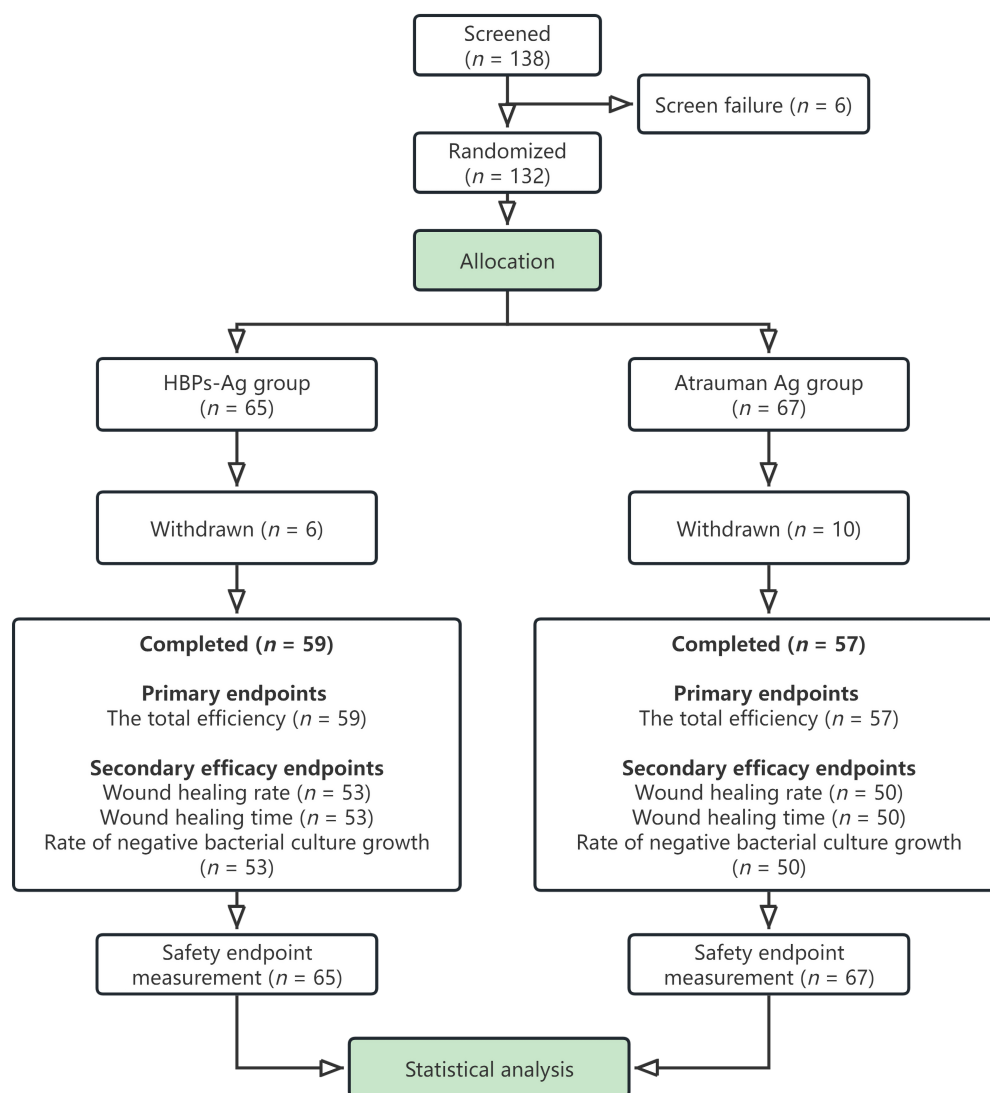 Screened
(n = 138)
Screen failure (n = 6)
Randomized
(n = 132)
Allocation
HBPs-Ag group
(n = 65)
Atrauman Ag group
(n = 67)
Withdrawn (n = 6)
Withdrawn (n = 10)
Completed (n = 59)
Primary endpoints
The total efficiency (n = 59)
Secondary efficacy endpoints
Wound healing rate (n = 53)
Wound healing time (n = 53)
Rate of negative bacterial culture growth
(n = 53)
Completed (n = 57)
Primary endpoints
The total efficiency (n = 57)
Secondary efficacy endpoints
Wound healing rate (n = 50)
Wound healing time (n = 50)
Rate of negative bacterial culture growth
(n = 50)
Safety endpoint
measurement (n = 65)
Safety endpoint
measurement (n = 67)
Statistical analysis